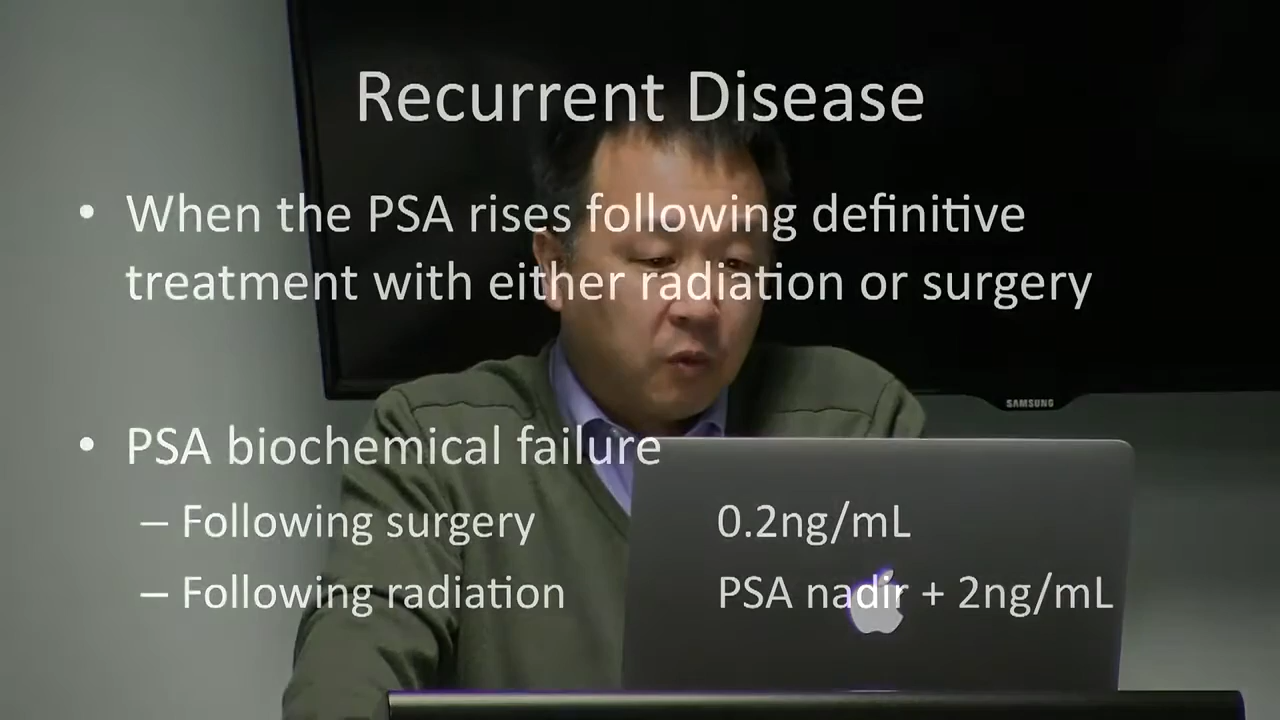 Recurrent Disease
• When the PSA rises following definitive
treatment with either radiation or surgery
SAMSUNG
• PSA biochemical failure
– Following surgery 0.2ng/mL
– Following radiation PSA nadir + 2ng/mL